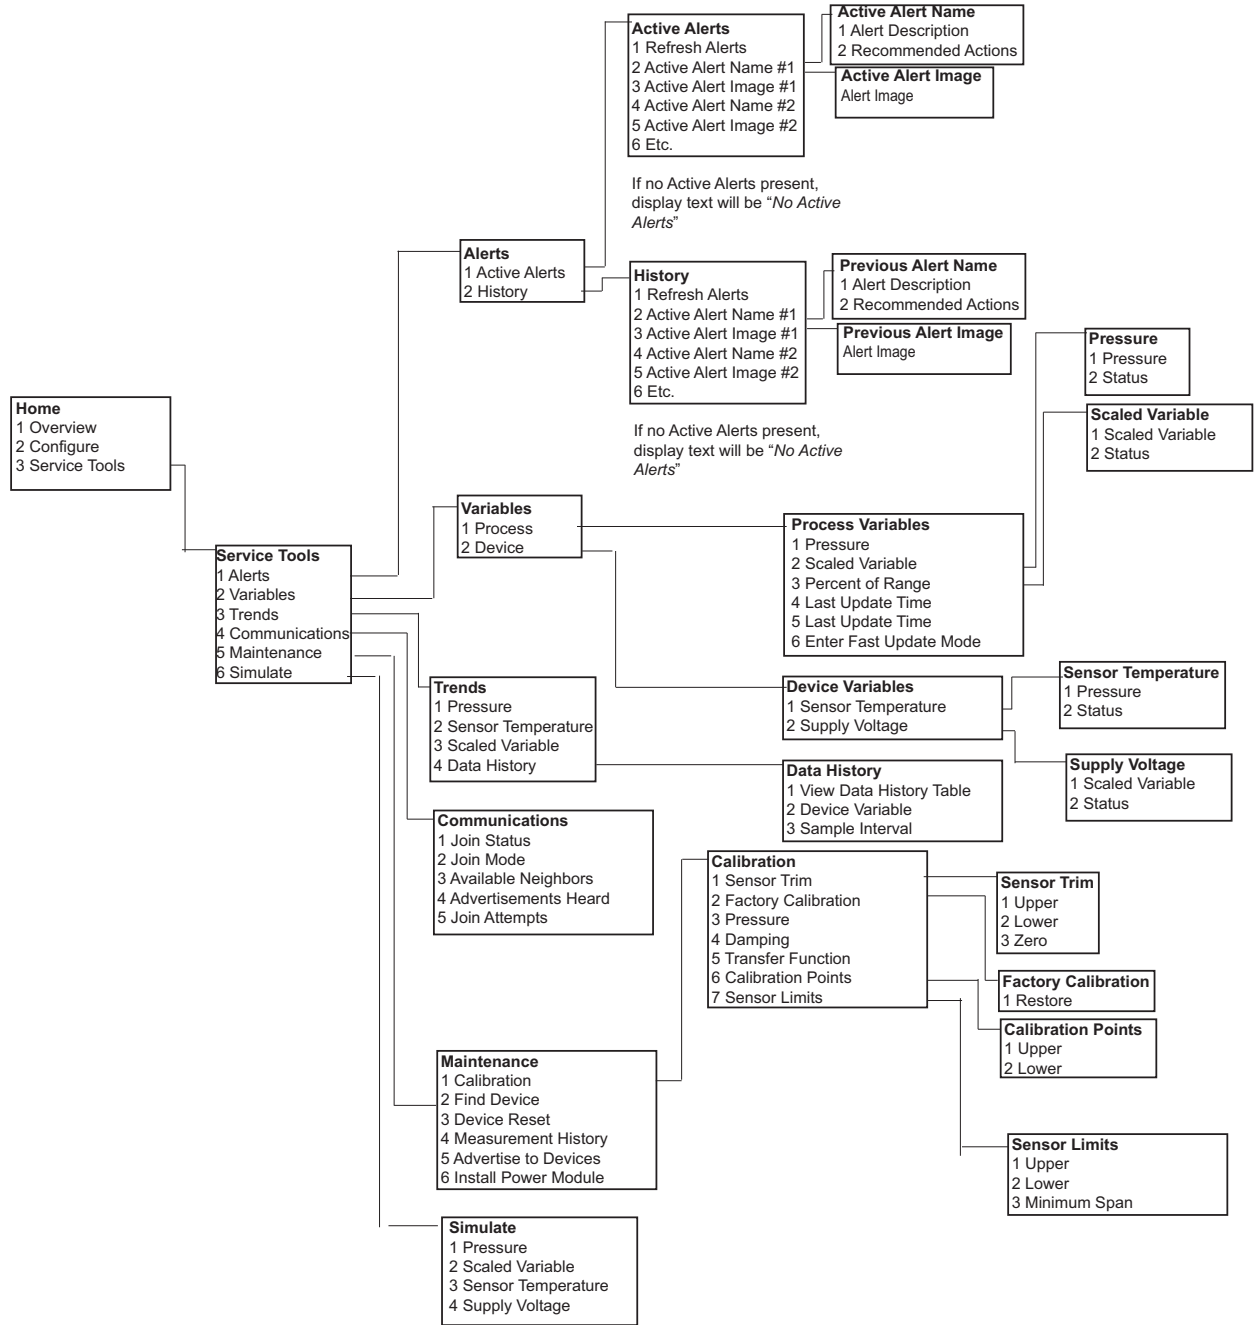 Active Alert Name
1 Alert Description
2 Recommended Actions
Active Alerts
1 Refresh Alerts
2 Active Alert Name #1
3 Active Alert Image #1
4 Active Alert Name #2
5 Active Alert Image #2
6 Etc.
Active Alert Image
Alert Image
If no Active Alerts present,
display text will be “No Active
Alerts”
Alerts
1 Active Alerts
2 History
History
1 Refresh Alerts
2 Active Alert Name #1
3 Active Alert Image #1
4 Active Alert Name #2
5 Active Alert Image #2
6 Etc.
Previous Alert Name
1 Alert Description
2 Recommended Actions
Previous Alert Image
Alert Image
If no Active Alerts present,
display text will be “No Active
Alerts”
Pressure
1 Pressure
2 Status
Scaled Variable
1 Scaled Variable
2 Status
Home
1 Overview
2 Configure
3 Service Tools
Variables
1 Process
2 Device
Process Variables
1 Pressure
2 Scaled Variable
3 Percent of Range
4 Last Update Time
5 Last Update Time
6 Enter Fast Update Mode
Service Tools
1 Alerts
2 Variables
3 Trends
4 Communications
5 Maintenance
6 Simulate
Trends
1 Pressure
2 Sensor Temperature
3 Scaled Variable
4 Data History
Device Variables
1 Sensor Temperature
2 Supply Voltage
Sensor Temperature
1 Pressure
2 Status
Supply Voltage
1 Scaled Variable
2 Status
Data History
1 View Data History Table
2 Device Variable
3 Sample Interval
Communications
1 Join Status
2 Join Mode
3 Available Neighbors
4 Advertisements Heard
5 Join Attempts
Calibration
1 Sensor Trim
2 Factory Calibration
3 Pressure
4 Damping
5 Transfer Function
6 Calibration Points
7 Sensor Limits
Sensor Trim
1 Upper
2 Lower
3 Zero
Factory Calibration
1 Restore
Calibration Points
1 Upper
2 Lower
Maintenance
1 Calibration
2 Find Device
3 Device Reset
4 Measurement History
5 Advertise to Devices
6 Install Power Module
Sensor Limits
1 Upper
2 Lower
3 Minimum Span
Simulate
1 Pressure
2 Scaled Variable
3 Sensor Temperature
4 Supply Voltage